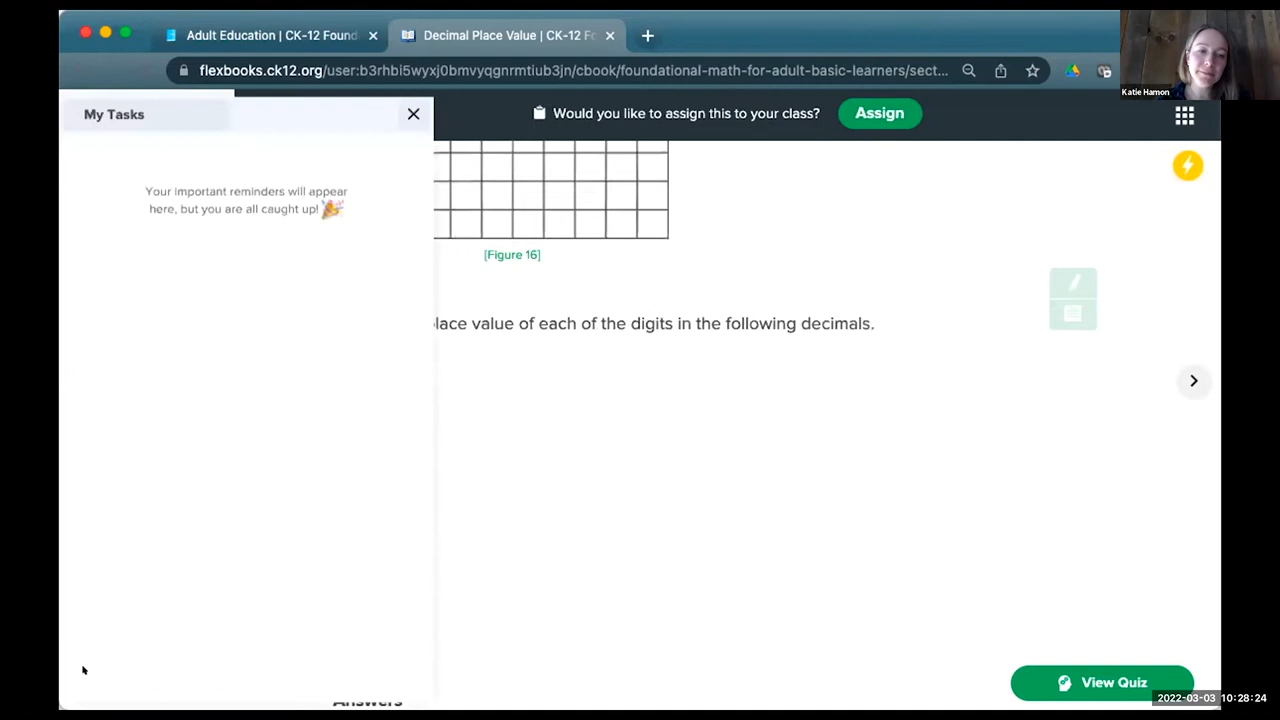 Adult Education | CK-12 Found
Decimal Place Value | CK-12 Fo
flexbooks.ck12.org/user:b3rhbi5wyxj0bmvyqgnrmtiub3jn/cbook/foundational-math-for-adult-basic-learners/sect...
Katie Hamon
My Tasks
Would you like to assign this to your class?
Assign
Your important reminders will appear
here, but you are all caught up!
[Figure 16]
place value of each of the digits in the following decimals.
View Quiz
Answers
2022-03-03 10:28:24